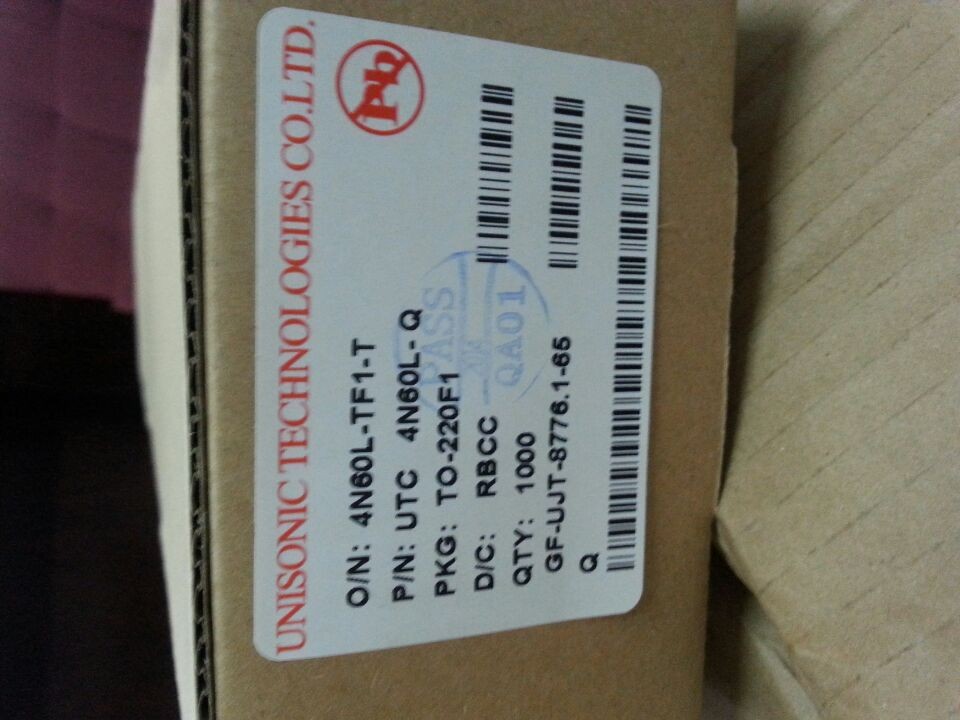 UNISONIC TECHNOLOGIES CO.LTD.
Pb
O/N: 4N60L-TF1-T
P/N: UTC 4N60L-Q
PKG: TO-220F1
D/C: RBCC
QTY: 1000
GF-UJT-8776.1-65
Q
PASS
QA01